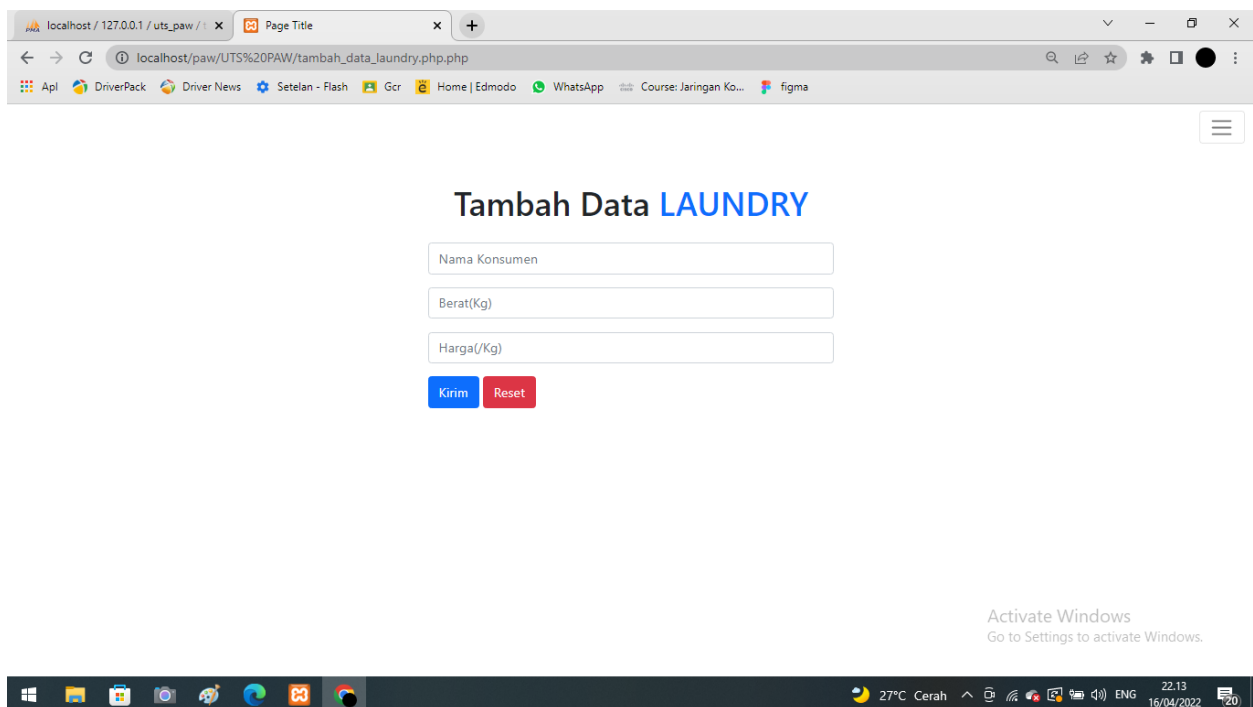 localhost / 127.0.0.1 / uts_paw / t
Page Title
localhost/paw/UTS%20PAW/tambah_data_laundry.php.php
Apl DriverPack Driver News Setelan - Flash Gcr Home | Edmodo WhatsApp Course: Jaringan Ko... figma
Tambah Data LAUNDRY
Nama Konsumen
Berat(Kg)
Harga(/Kg)
Kirim Reset
Activate Windows
Go to Settings to activate Windows.
27°C Cerah ENG 22.13
16/04/2022 20